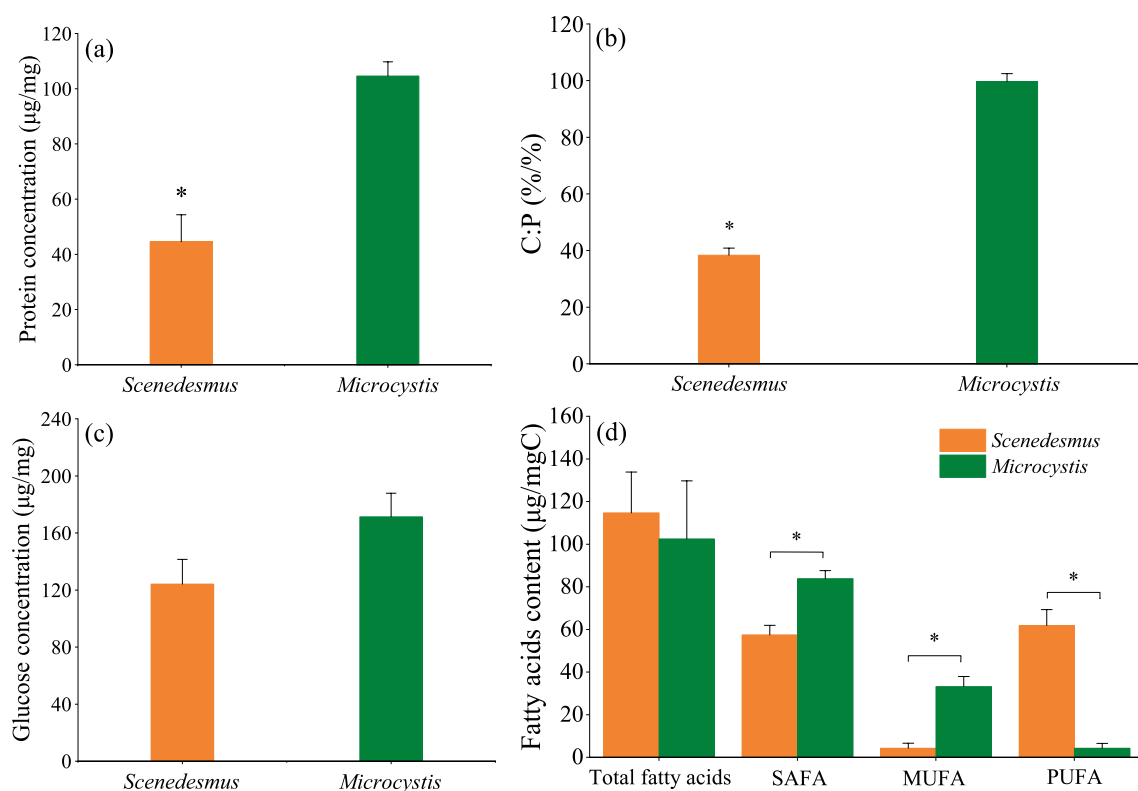 (a)
Protein concentration (μg/mg)
120
100
80
60
40
20
0
*
Scenedesmus
Microcystis
(b)
C:P (%/%)
120
100
80
60
40
20
0
*
Scenedesmus
Microcystis
(c)
Glucose concentration (μg/mg)
240
200
160
120
80
40
0
Scenedesmus
Microcystis
(d)
Fatty acids content (μg/mgC)
160
140
120
100
80
60
40
20
0
Scenedesmus
Microcystis
*
*
*
Total fatty acids
SAFA
MUFA
PUFA